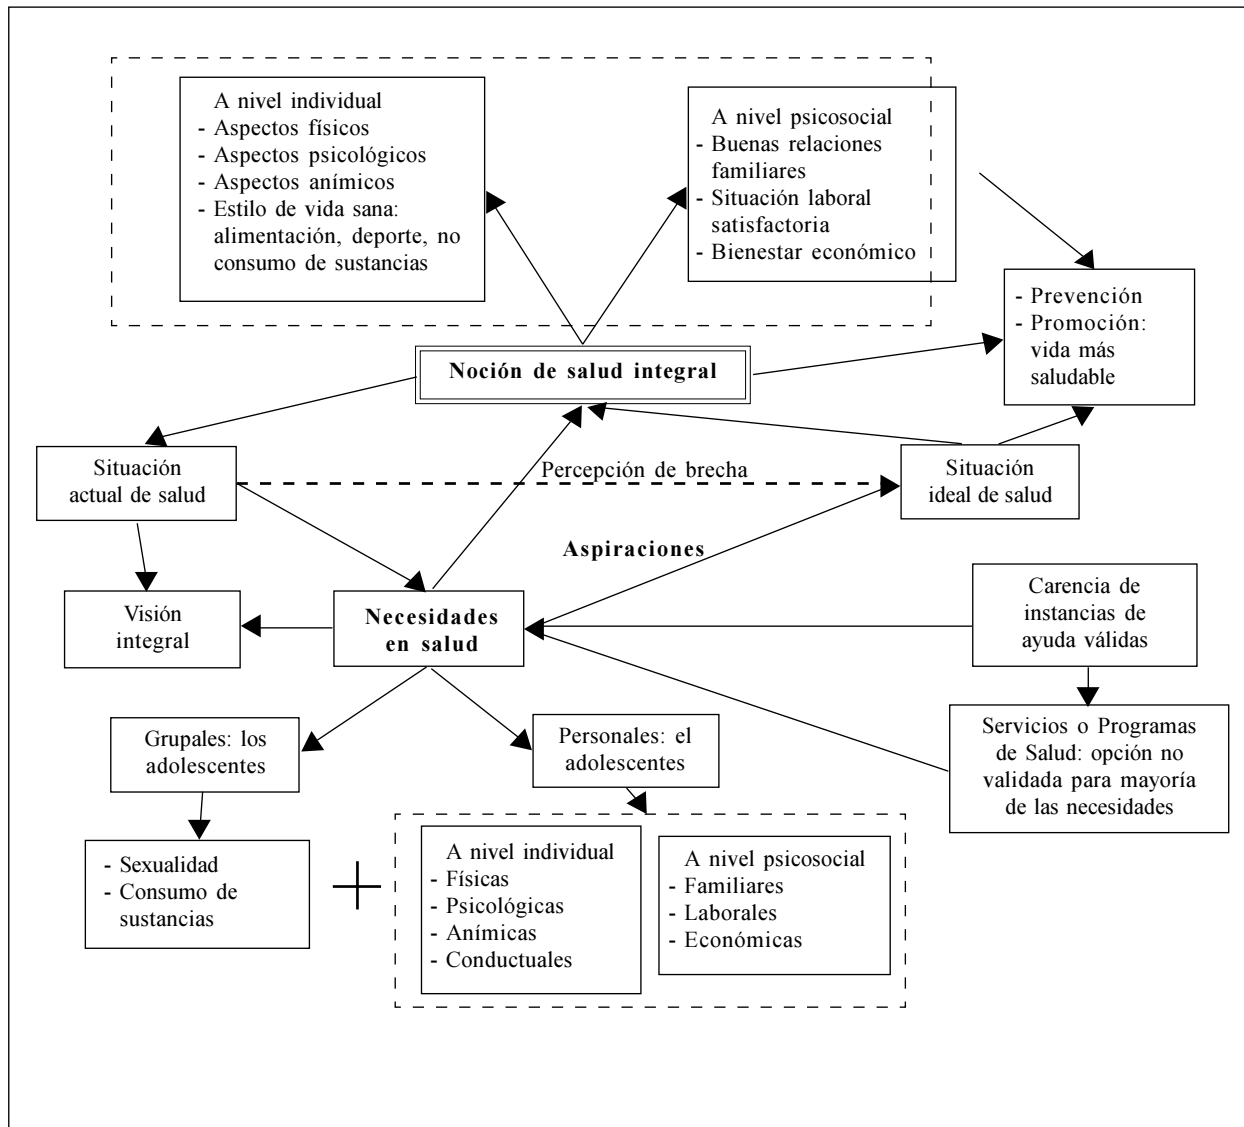 A nivel individual
- Aspectos físicos
- Aspectos psicológicos
- Aspectos anímicos
- Estilo de vida sana:
alimentación, deporte, no
consumo de sustancias
A nivel psicosocial
- Buenas relaciones
familiares
- Situación laboral
satisfactoria
- Bienestar económico
- Prevención
- Promoción:
vida más
saludable
Noción de salud integral
Situación
actual de salud
Percepción de brecha
Situación
ideal de salud
Aspiraciones
Visión
integral
Necesidades
en salud
Carencia de
instancias de
ayuda válidas
Grupales: los
adolescentes
Personales: el
adolescentes
Servicios o Programas
de Salud: opción no
validada para mayoría
de las necesidades
- Sexualidad
- Consumo de
sustancias
+
A nivel individual
- Físicas
- Psicológicas
- Anímicas
- Conductuales
A nivel psicosocial
- Familiares
- Laborales
- Económicas